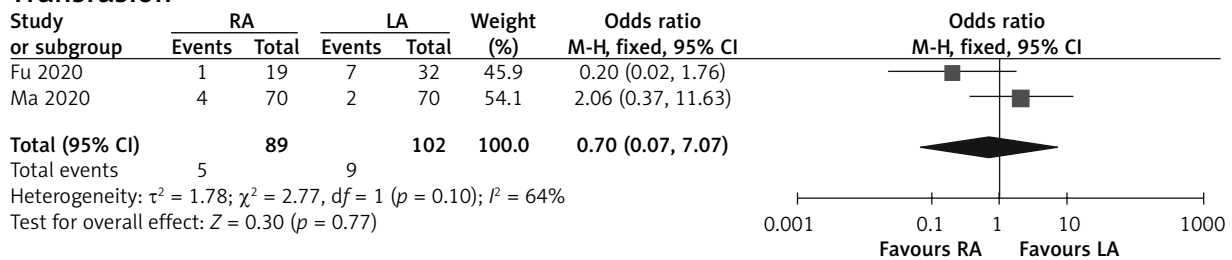 Transfusion
Study RA LA Weight Odds ratio Odds ratio
or subgroup Events Total Events Total (%) M-H, fixed, 95% CI M-H, fixed, 95% CI
Fu 2020 1 19 7 32 45.9 0.20 (0.02, 1.76)
Ma 2020 4 70 2 70 54.1 2.06 (0.37, 11.63)
Total (95% CI) 89 102 100.0 0.70 (0.07, 7.07)
Total events 5 9
Heterogeneity: τ² = 1.78; χ² = 2.77, df = 1 (p = 0.10); I² = 64%
Test for overall effect: Z = 0.30 (p = 0.77)
0.001 0.1 1 10 1000
Favours RA Favours LA